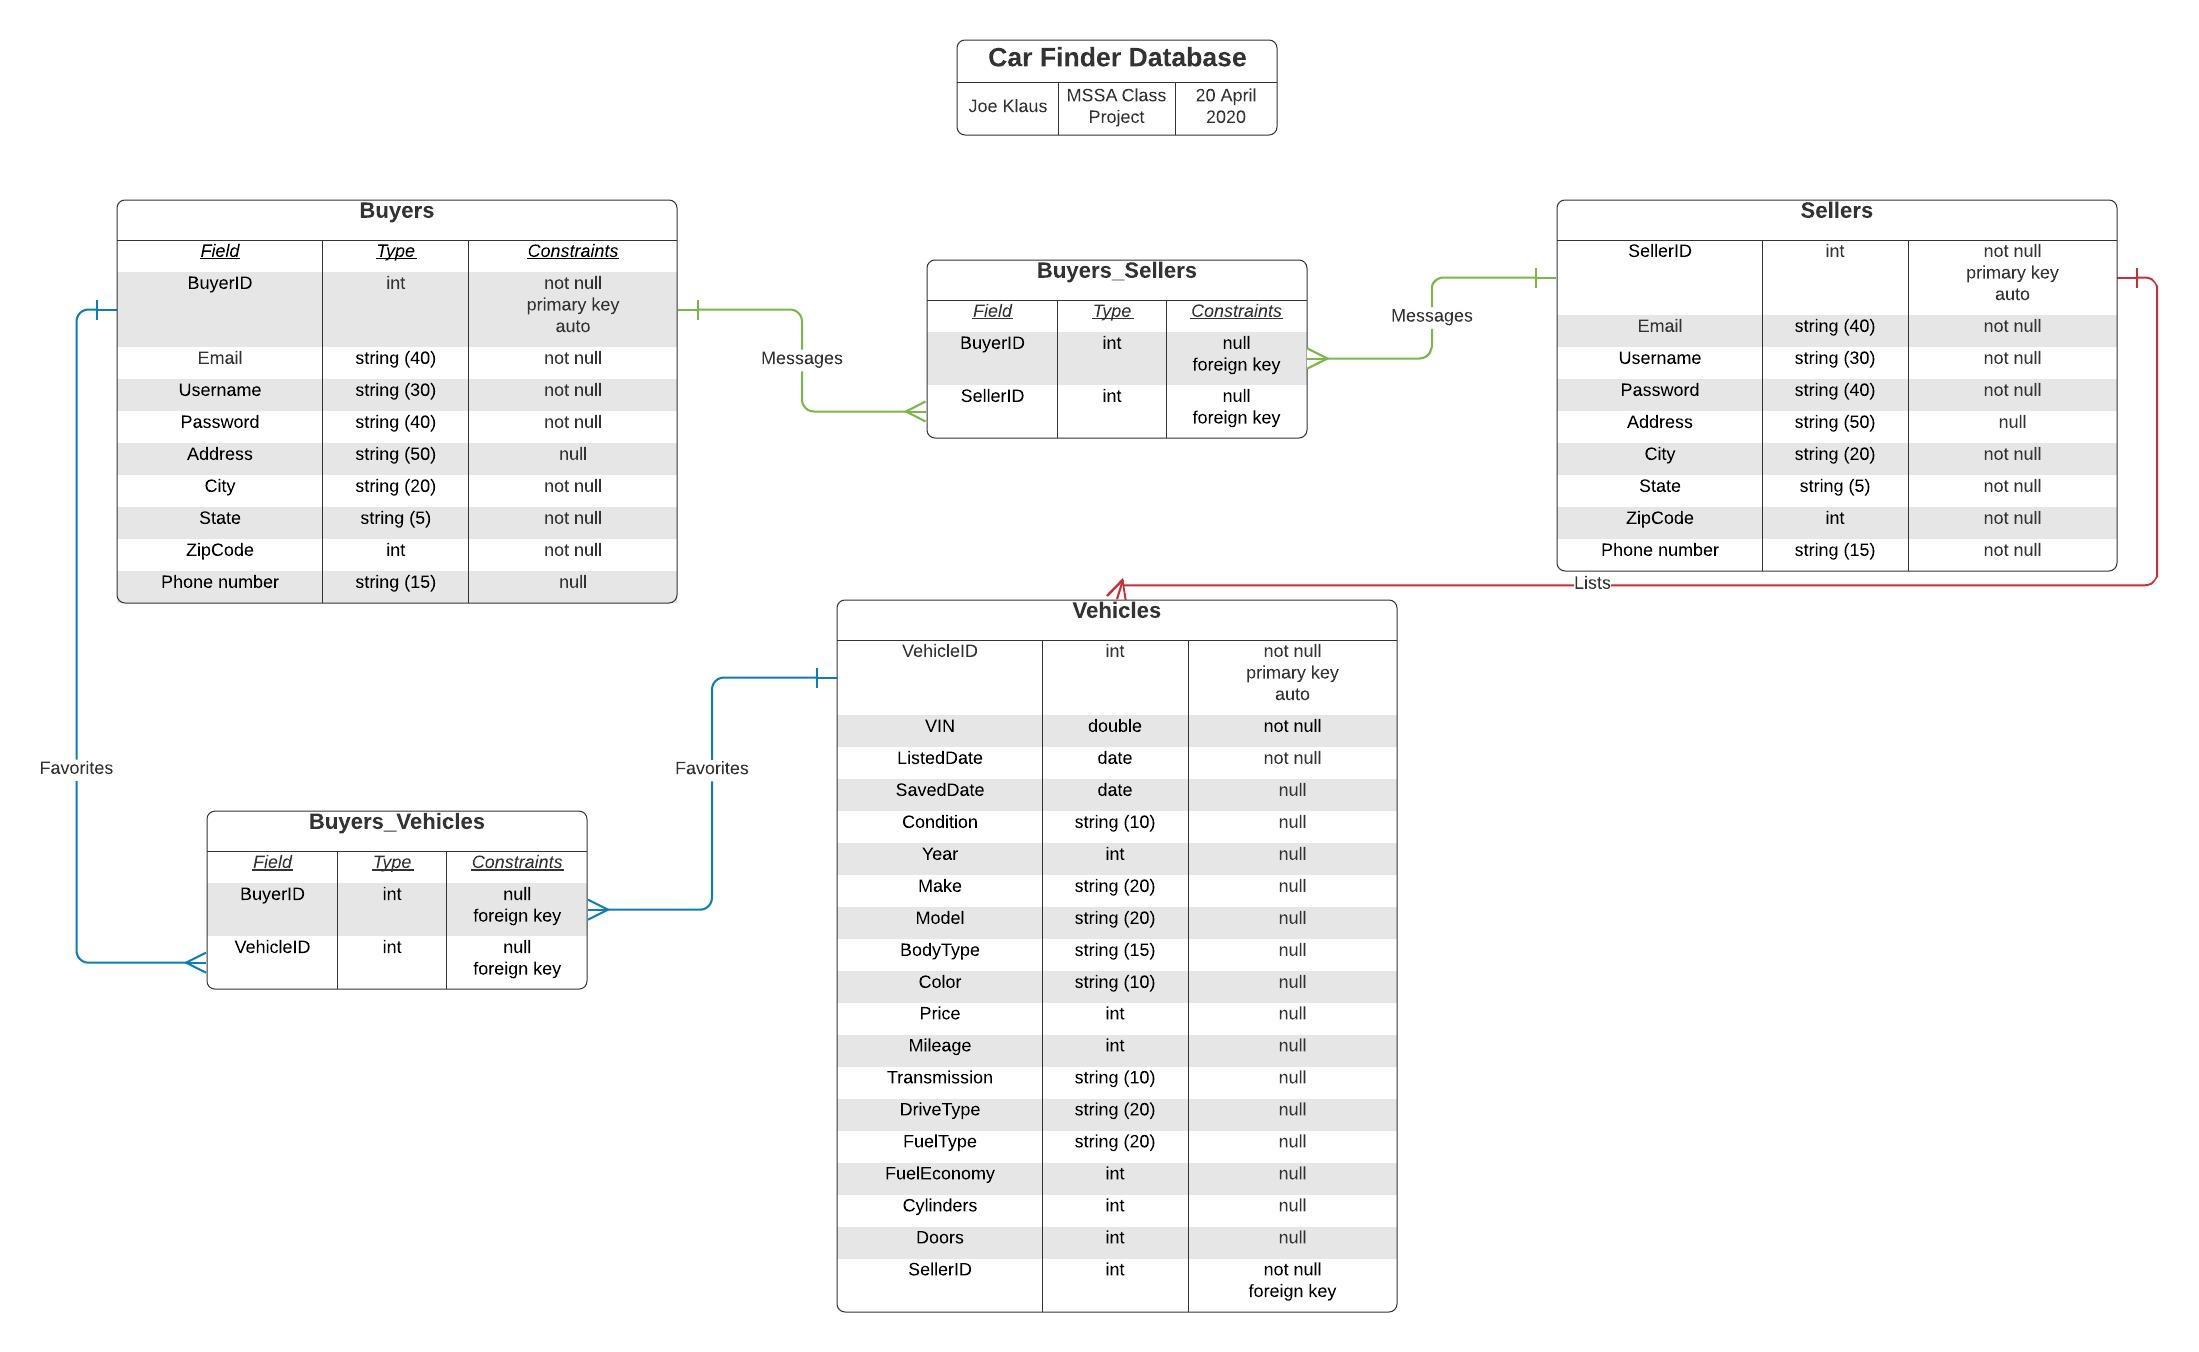 Car Finder Database
Joe Klaus
MSSA Class
Project
20 April
2020
Buyers
Field Type Constraints
BuyerID int not null
primary key
auto
Email string (40) not null
Username string (30) not null
Password string (40) not null
Address string (50) null
City string (20) not null
State string (5) not null
ZipCode int not null
Phone number string (15) null
Messages
Buyers_Sellers
Field Type Constraints
BuyerID int null
foreign key
SellerID int null
foreign key
Messages
Sellers
SellerID int not null
primary key
auto
Email string (40) not null
Username string (30) not null
Password string (40) not null
Address string (50) null
City string (20) not null
State string (5) not null
ZipCode int not null
Phone number string (15) not null
Lists
Favorites
Buyers_Vehicles
Field Type Constraints
BuyerID int null
foreign key
VehicleID int null
foreign key
Favorites
Vehicles
VehicleID int not null
primary key
auto
VIN double not null
ListedDate date not null
SavedDate date null
Condition string (10) null
Year int null
Make string (20) null
Model string (20) null
BodyType string (15) null
Color string (10) null
Price int null
Mileage int null
Transmission string (10) null
DriveType string (20) null
FuelType string (20) null
FuelEconomy int null
Cylinders int null
Doors int null
SellerID int not null
foreign key